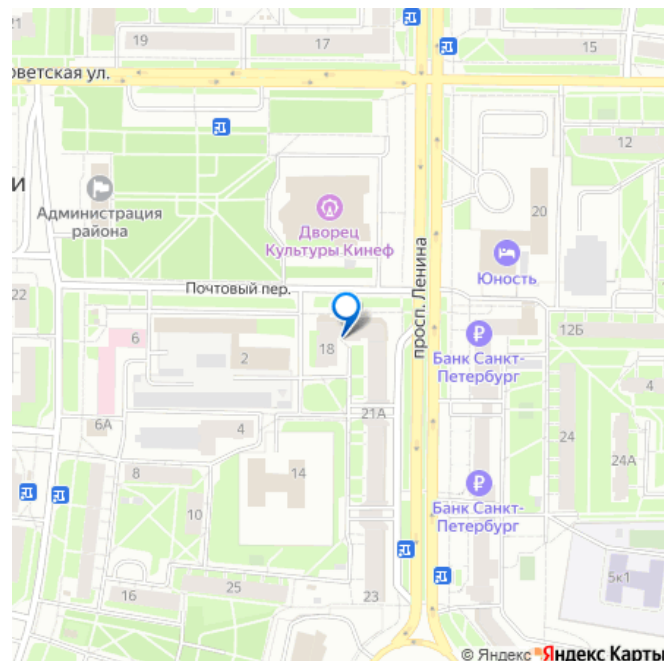 19
17
15
оветская ул.
12
и
Администрация
района
Дворец
Культуры Кинеф
20
Юность
просп. Ленина
Почтовый пер.
22
6
18
2
12Б
Банк Санкт-
Петербург
4
21А
6А
4
24
24А
8
14
10
Банк Санкт-
Петербург
25
16
23
5к1
© Яндекс Яндекс Карты